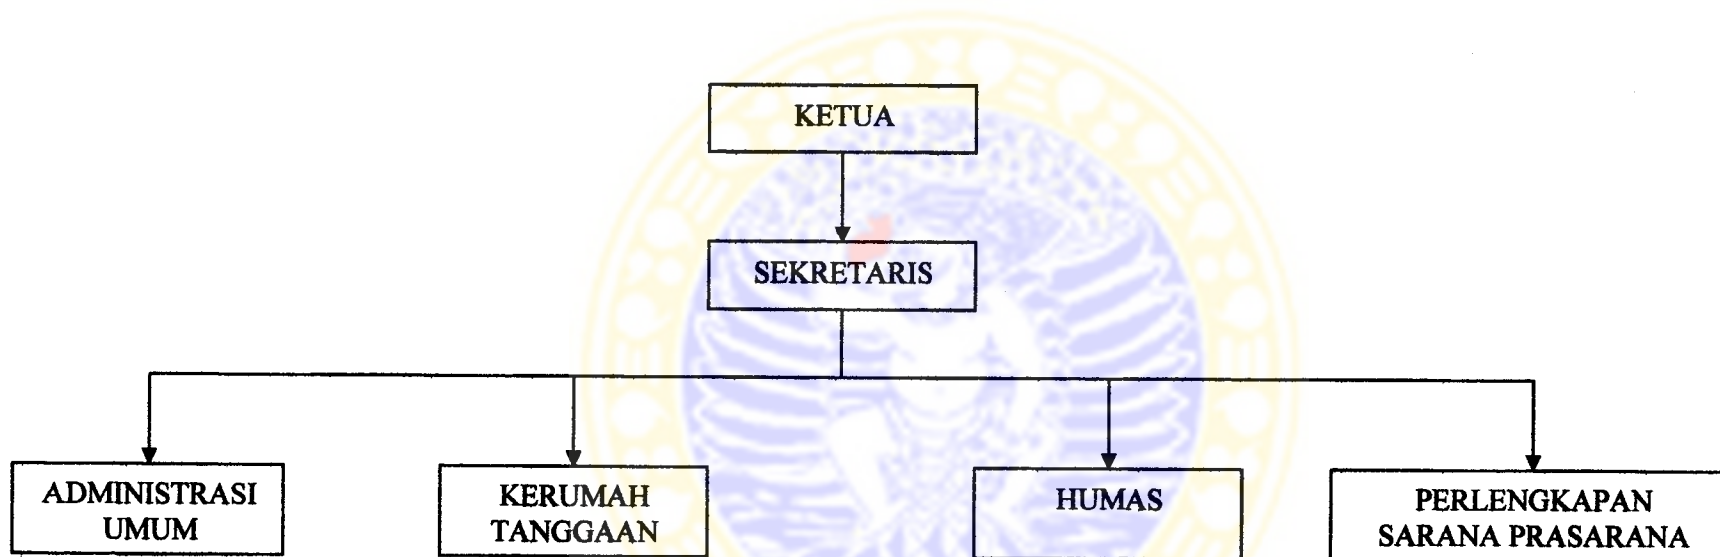 KETUA
SEKRETARIS
ADMINISTRASI
UMUM
KERUMAH
TANGGAAN
HUMAS
PERLENGKAPAN
SARANA PRASARANA